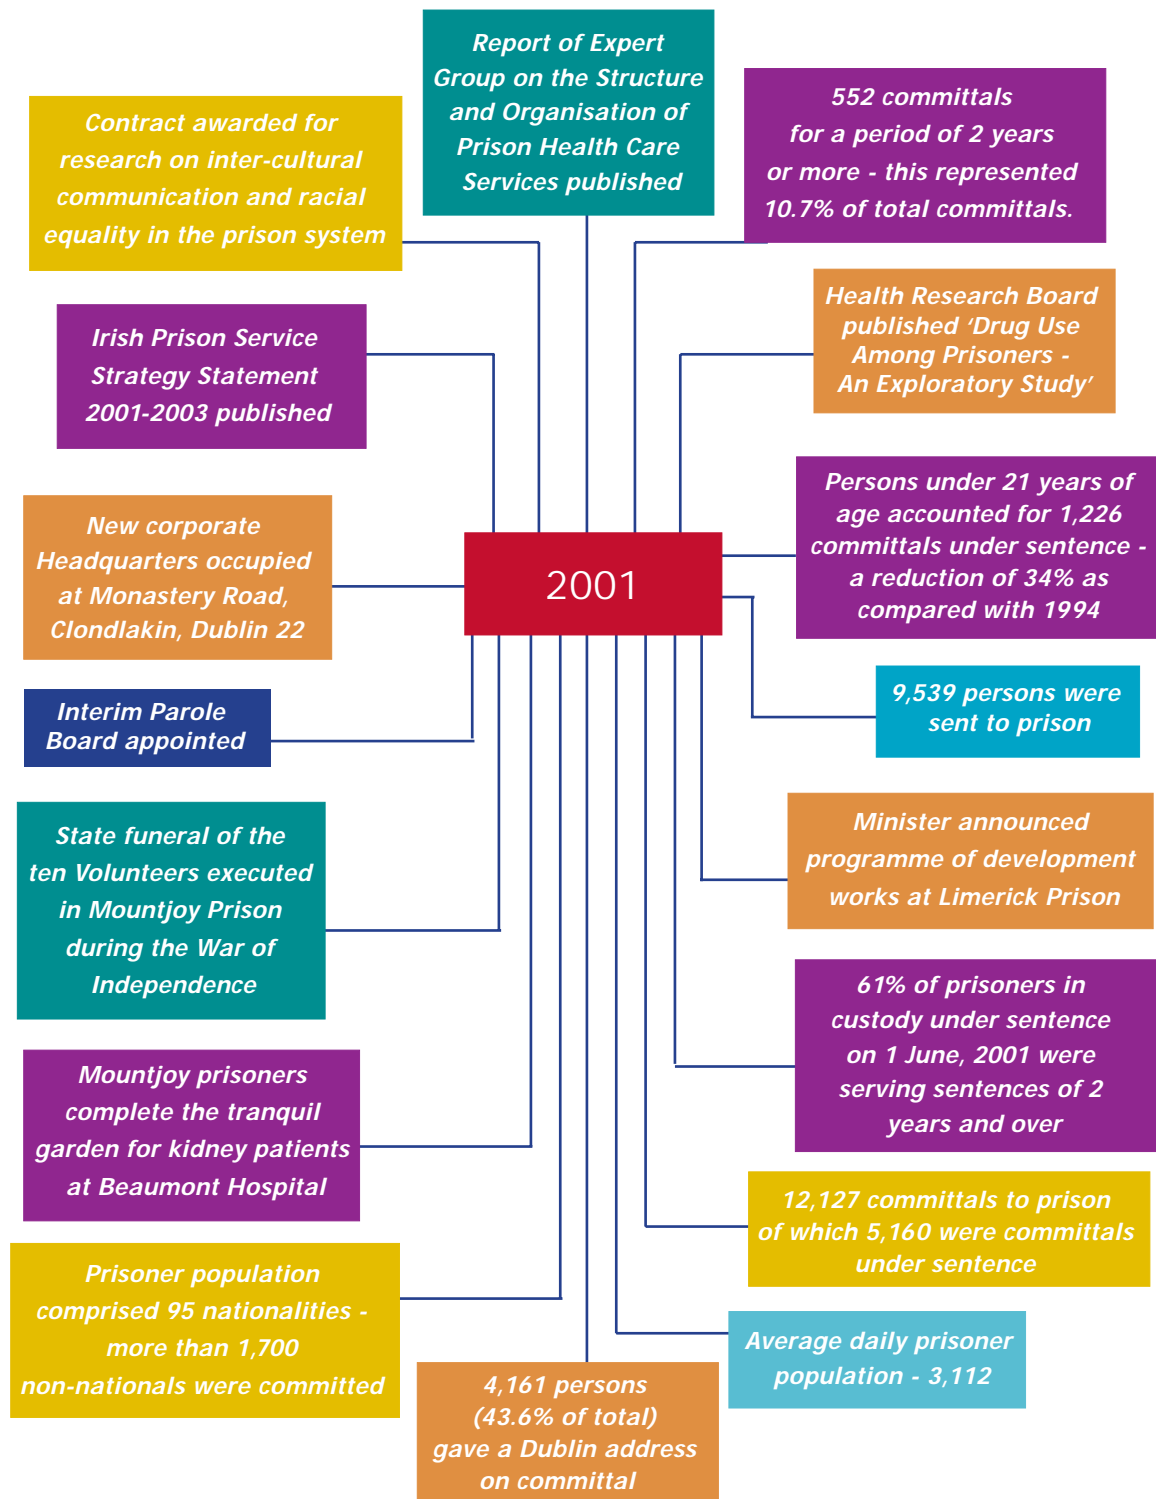 Report of Expert
Group on the Structure
and Organisation of
Prison Health Care
Services published
552 committals
for a period of 2 years
or more - this represented
10.7% of total committals.
Contract awarded for
research on inter-cultural
communication and racial
equality in the prison system
Health Research Board
published ‘Drug Use
Among Prisoners -
An Exploratory Study’
Irish Prison Service
Strategy Statement
2001-2003 published
Persons under 21 years of
age accounted for 1,226
committals under sentence -
a reduction of 34% as
compared with 1994
New corporate
Headquarters occupied
at Monastery Road,
Clondlakin, Dublin 22
2001
9,539 persons were
sent to prison
Interim Parole
Board appointed
Minister announced
programme of development
works at Limerick Prison
State funeral of the
ten Volunteers executed
in Mountjoy Prison
during the War of
Independence
61% of prisoners in
custody under sentence
on 1 June, 2001 were
serving sentences of 2
years and over
Mountjoy prisoners
complete the tranquil
garden for kidney patients
at Beaumont Hospital
12,127 committals to prison
of which 5,160 were committals
under sentence
Prisoner population
comprised 95 nationalities -
more than 1,700
non-nationals were committed
Average daily prisoner
population - 3,112
4,161 persons
(43.6% of total)
gave a Dublin address
on committal